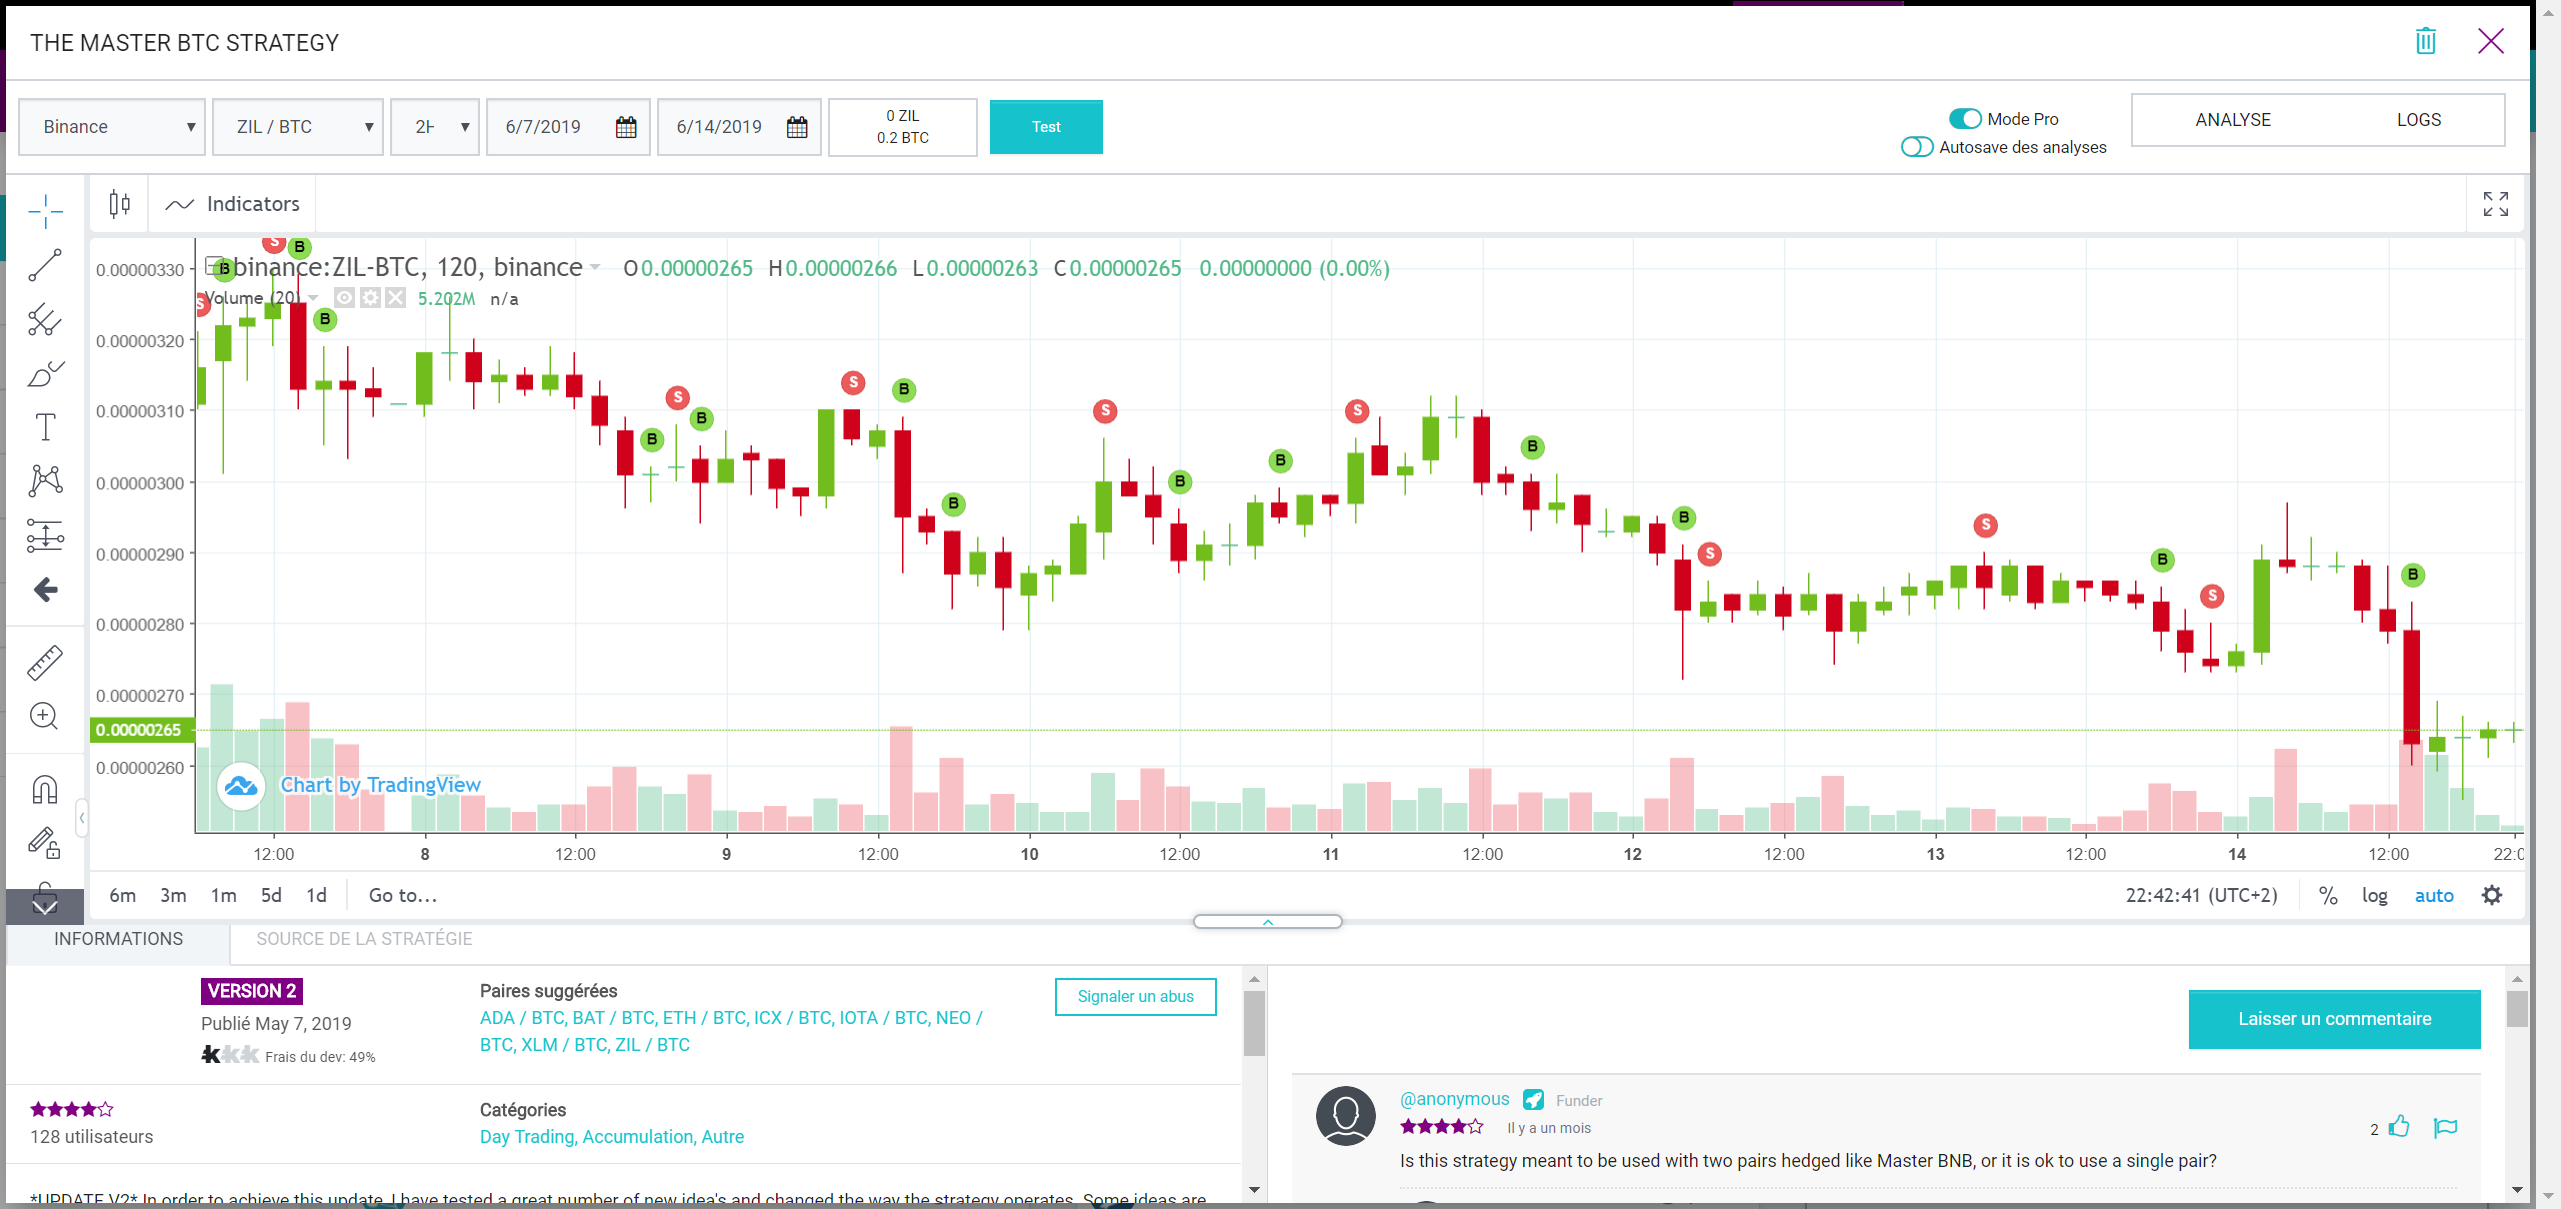 THE MASTER BTC STRATEGY
Binance
ZIL / BTC
2H
6/7/2019
6/14/2019
0 ZIL
0.2 BTC
Test
Mode Pro
Autosave des analyses
ANALYSE
LOGS
Indicators
binance:ZIL-BTC, 120, binance
O 0.00000265 H 0.00000266 L 0.00000263 C 0.00000265 0.00000000 (0.00%)
Volume (20)
5.202M n/a
0.00000330
0.00000320
0.00000310
0.00000300
0.00000290
0.00000280
0.00000270
0.00000265
0.00000260
S
B
B
S
B
B
S
B
S
B
B
S
B
B
S
B
B
S
S
B
S
B
Chart by TradingView
12:00 8 12:00 9 12:00 10 12:00 11 12:00 12 12:00 13 12:00 14 12:00
6m 3m 1m 5d 1d
Go to...
22:42:41 (UTC+2)
%
log
auto
INFORMATIONS
SOURCE DE LA STRATÉGIE
VERSION 2
Publié May 7, 2019
Frais du dev: 49%
Paires suggérées
ADA / BTC, BAT / BTC, ETH / BTC, ICX / BTC, IOTA / BTC, NEO /
BTC, XLM / BTC, ZIL / BTC
Signaler un abus
128 utilisateurs
Catégories
Day Trading, Accumulation, Autre
*UPDATE V2* In order to achieve this update, I have tested a great number of new idea's and changed the way the strategy operates. Some ideas are
Laisser un commentaire
@anonymous
Funder
Il y a un mois
2
Is this strategy meant to be used with two pairs hedged like Master BNB, or it is ok to use a single pair?